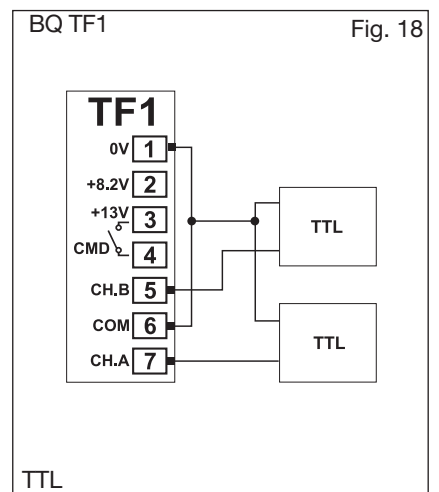 BQ TF1
Fig. 18
TF1
0V 1
+8.2V 2
+13V 3
CMD 4
CH.B 5
COM 6
CH.A 7
TTL
TTL
TTL